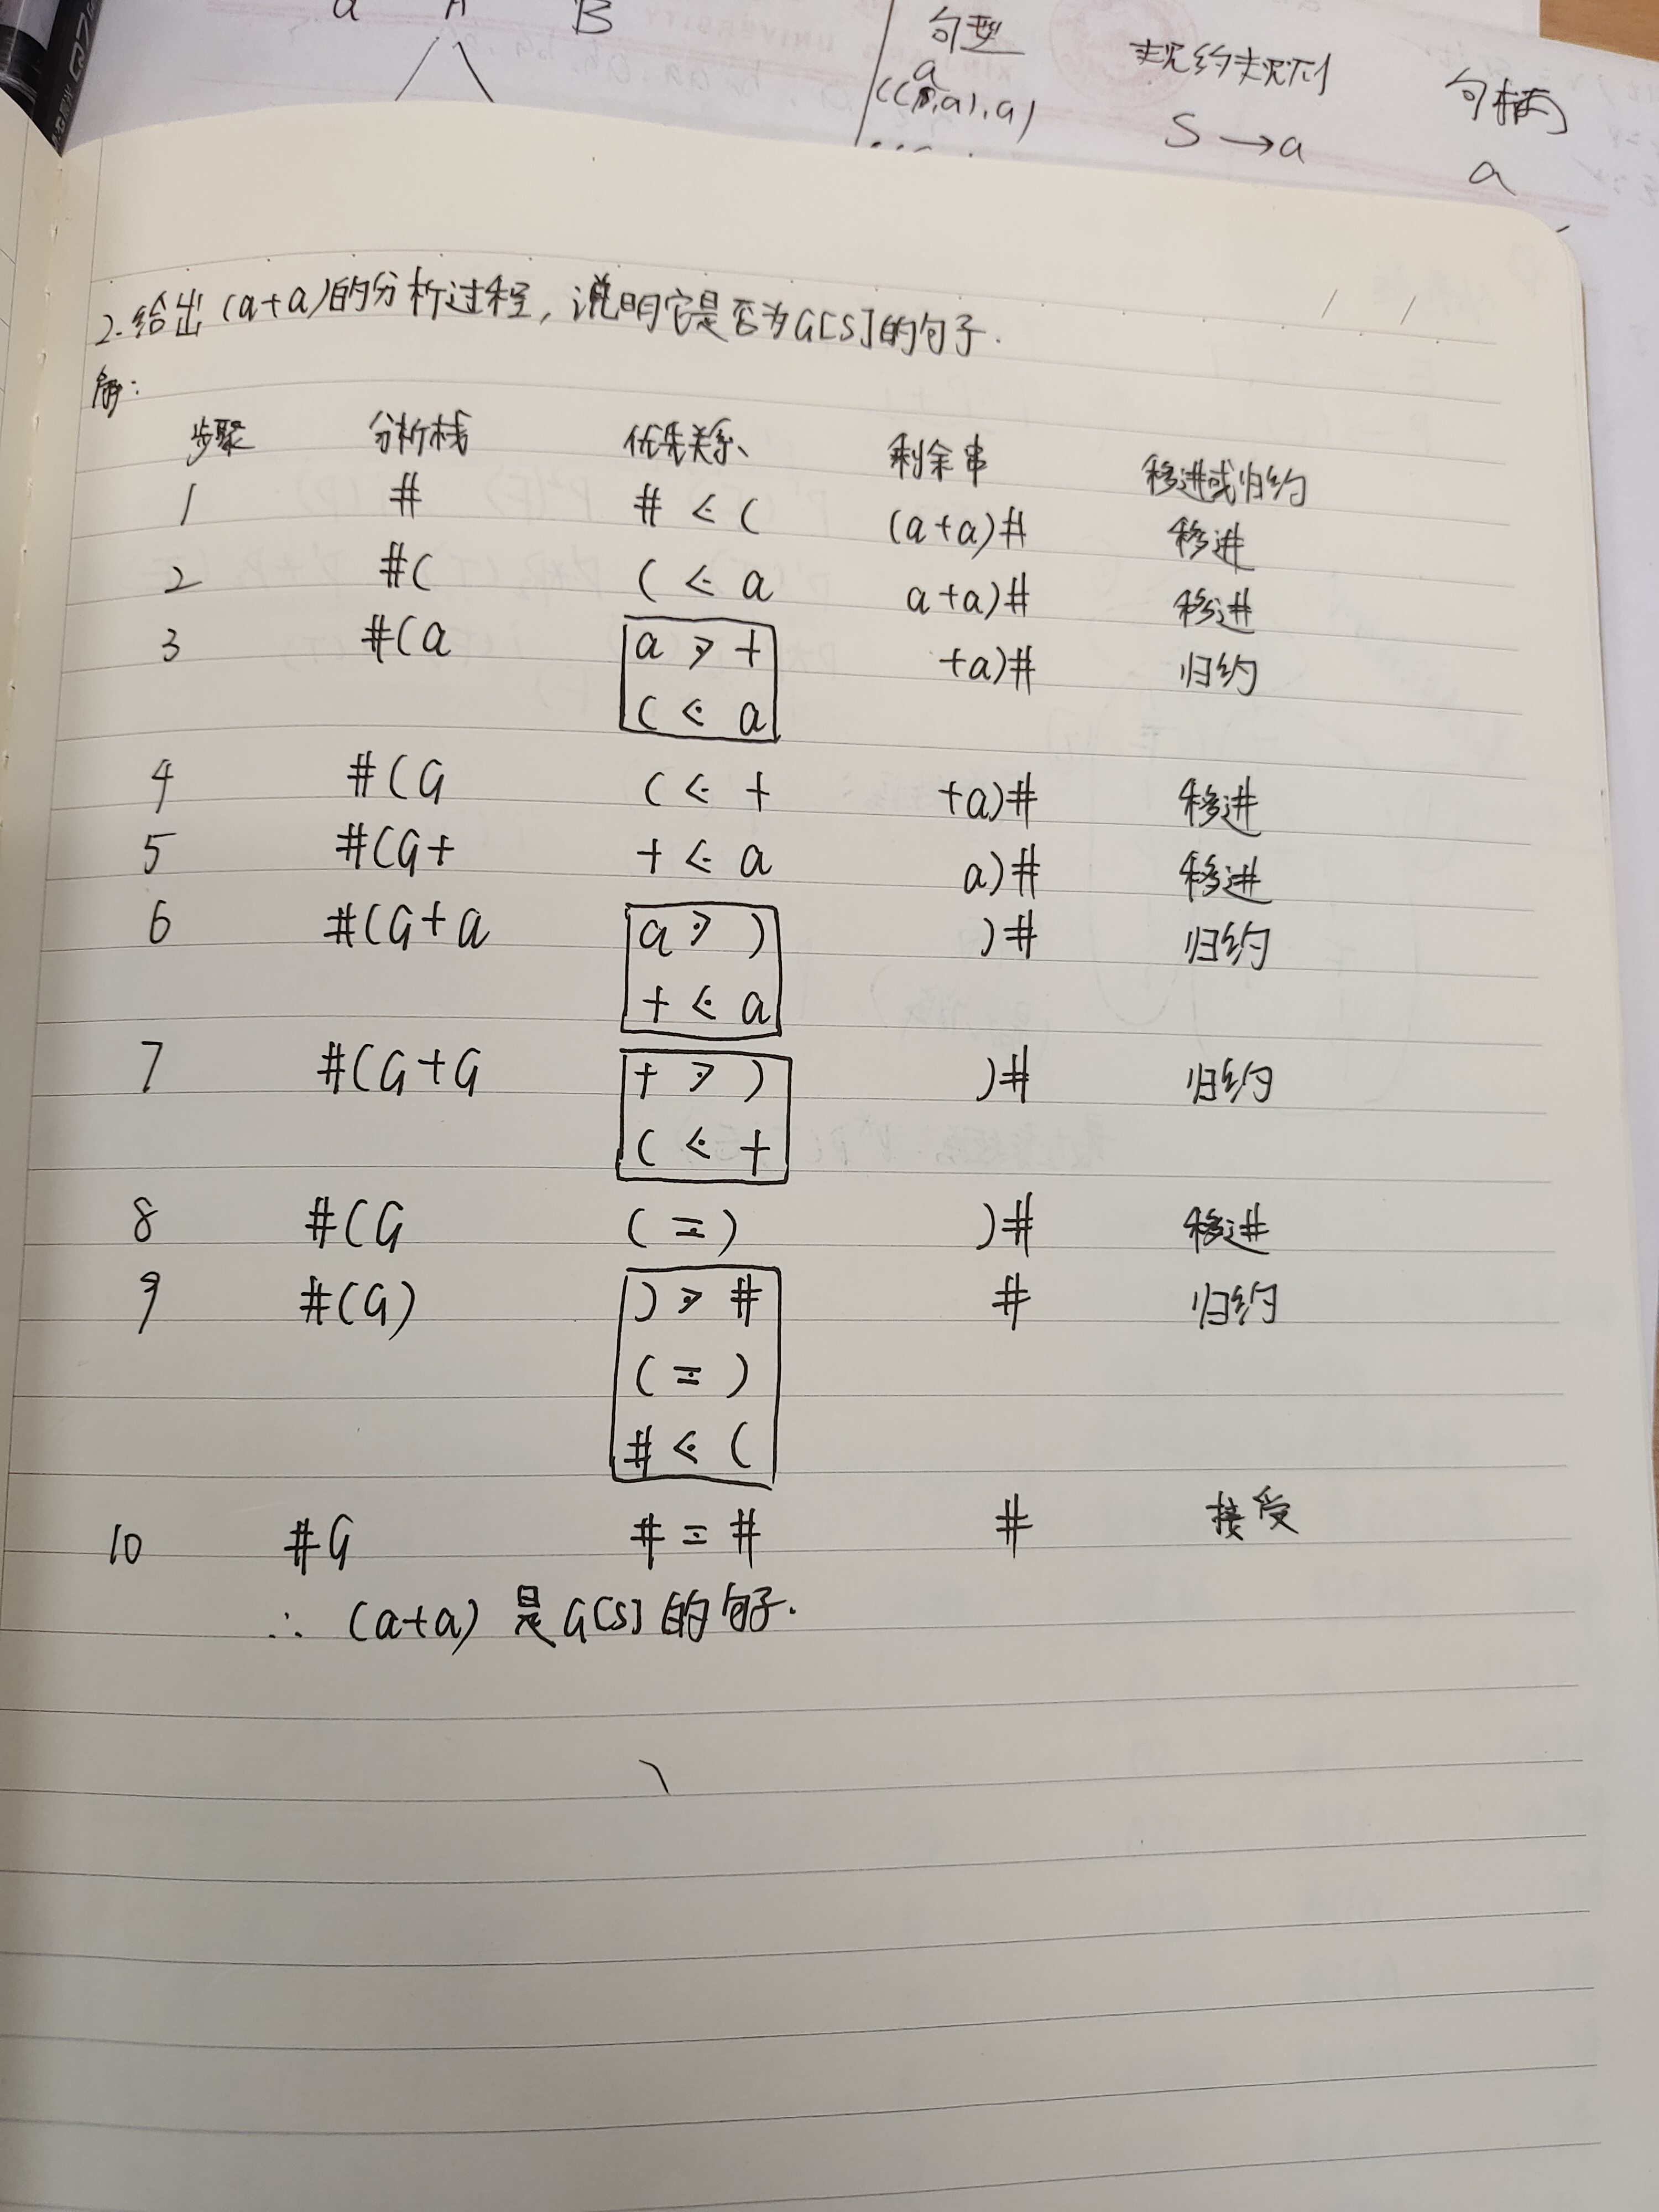 a A B
句型 规约规则 句柄
((a,a),a) S→a a
2.给出(a+a)的分析过程,说明它是否为G[S]的句子.
解:
步骤 分析栈 优先关系、 剩余串 移进或归约
1 # # ⋖ ( (a+a)# 移进
2 #( ( ⋖ a a+a)# 移进
3 #(a a ⋗ + +a)# 归约
( ⋖ a
4 #(G ( ⋖ + +a)# 移进
5 #(G+ + ⋖ a a)# 移进
6 #(G+a a ⋗ ) )# 归约
+ ⋖ a
7 #(G+G + ⋗ ) )# 归约
( ⋖ +
8 #(G ( = ) )# 移进
9 #(G) ) ⋗ # # 归约
( = )
# ⋖ (
10 #G # = # # 接受
∴ (a+a) 是G[S]的句子.